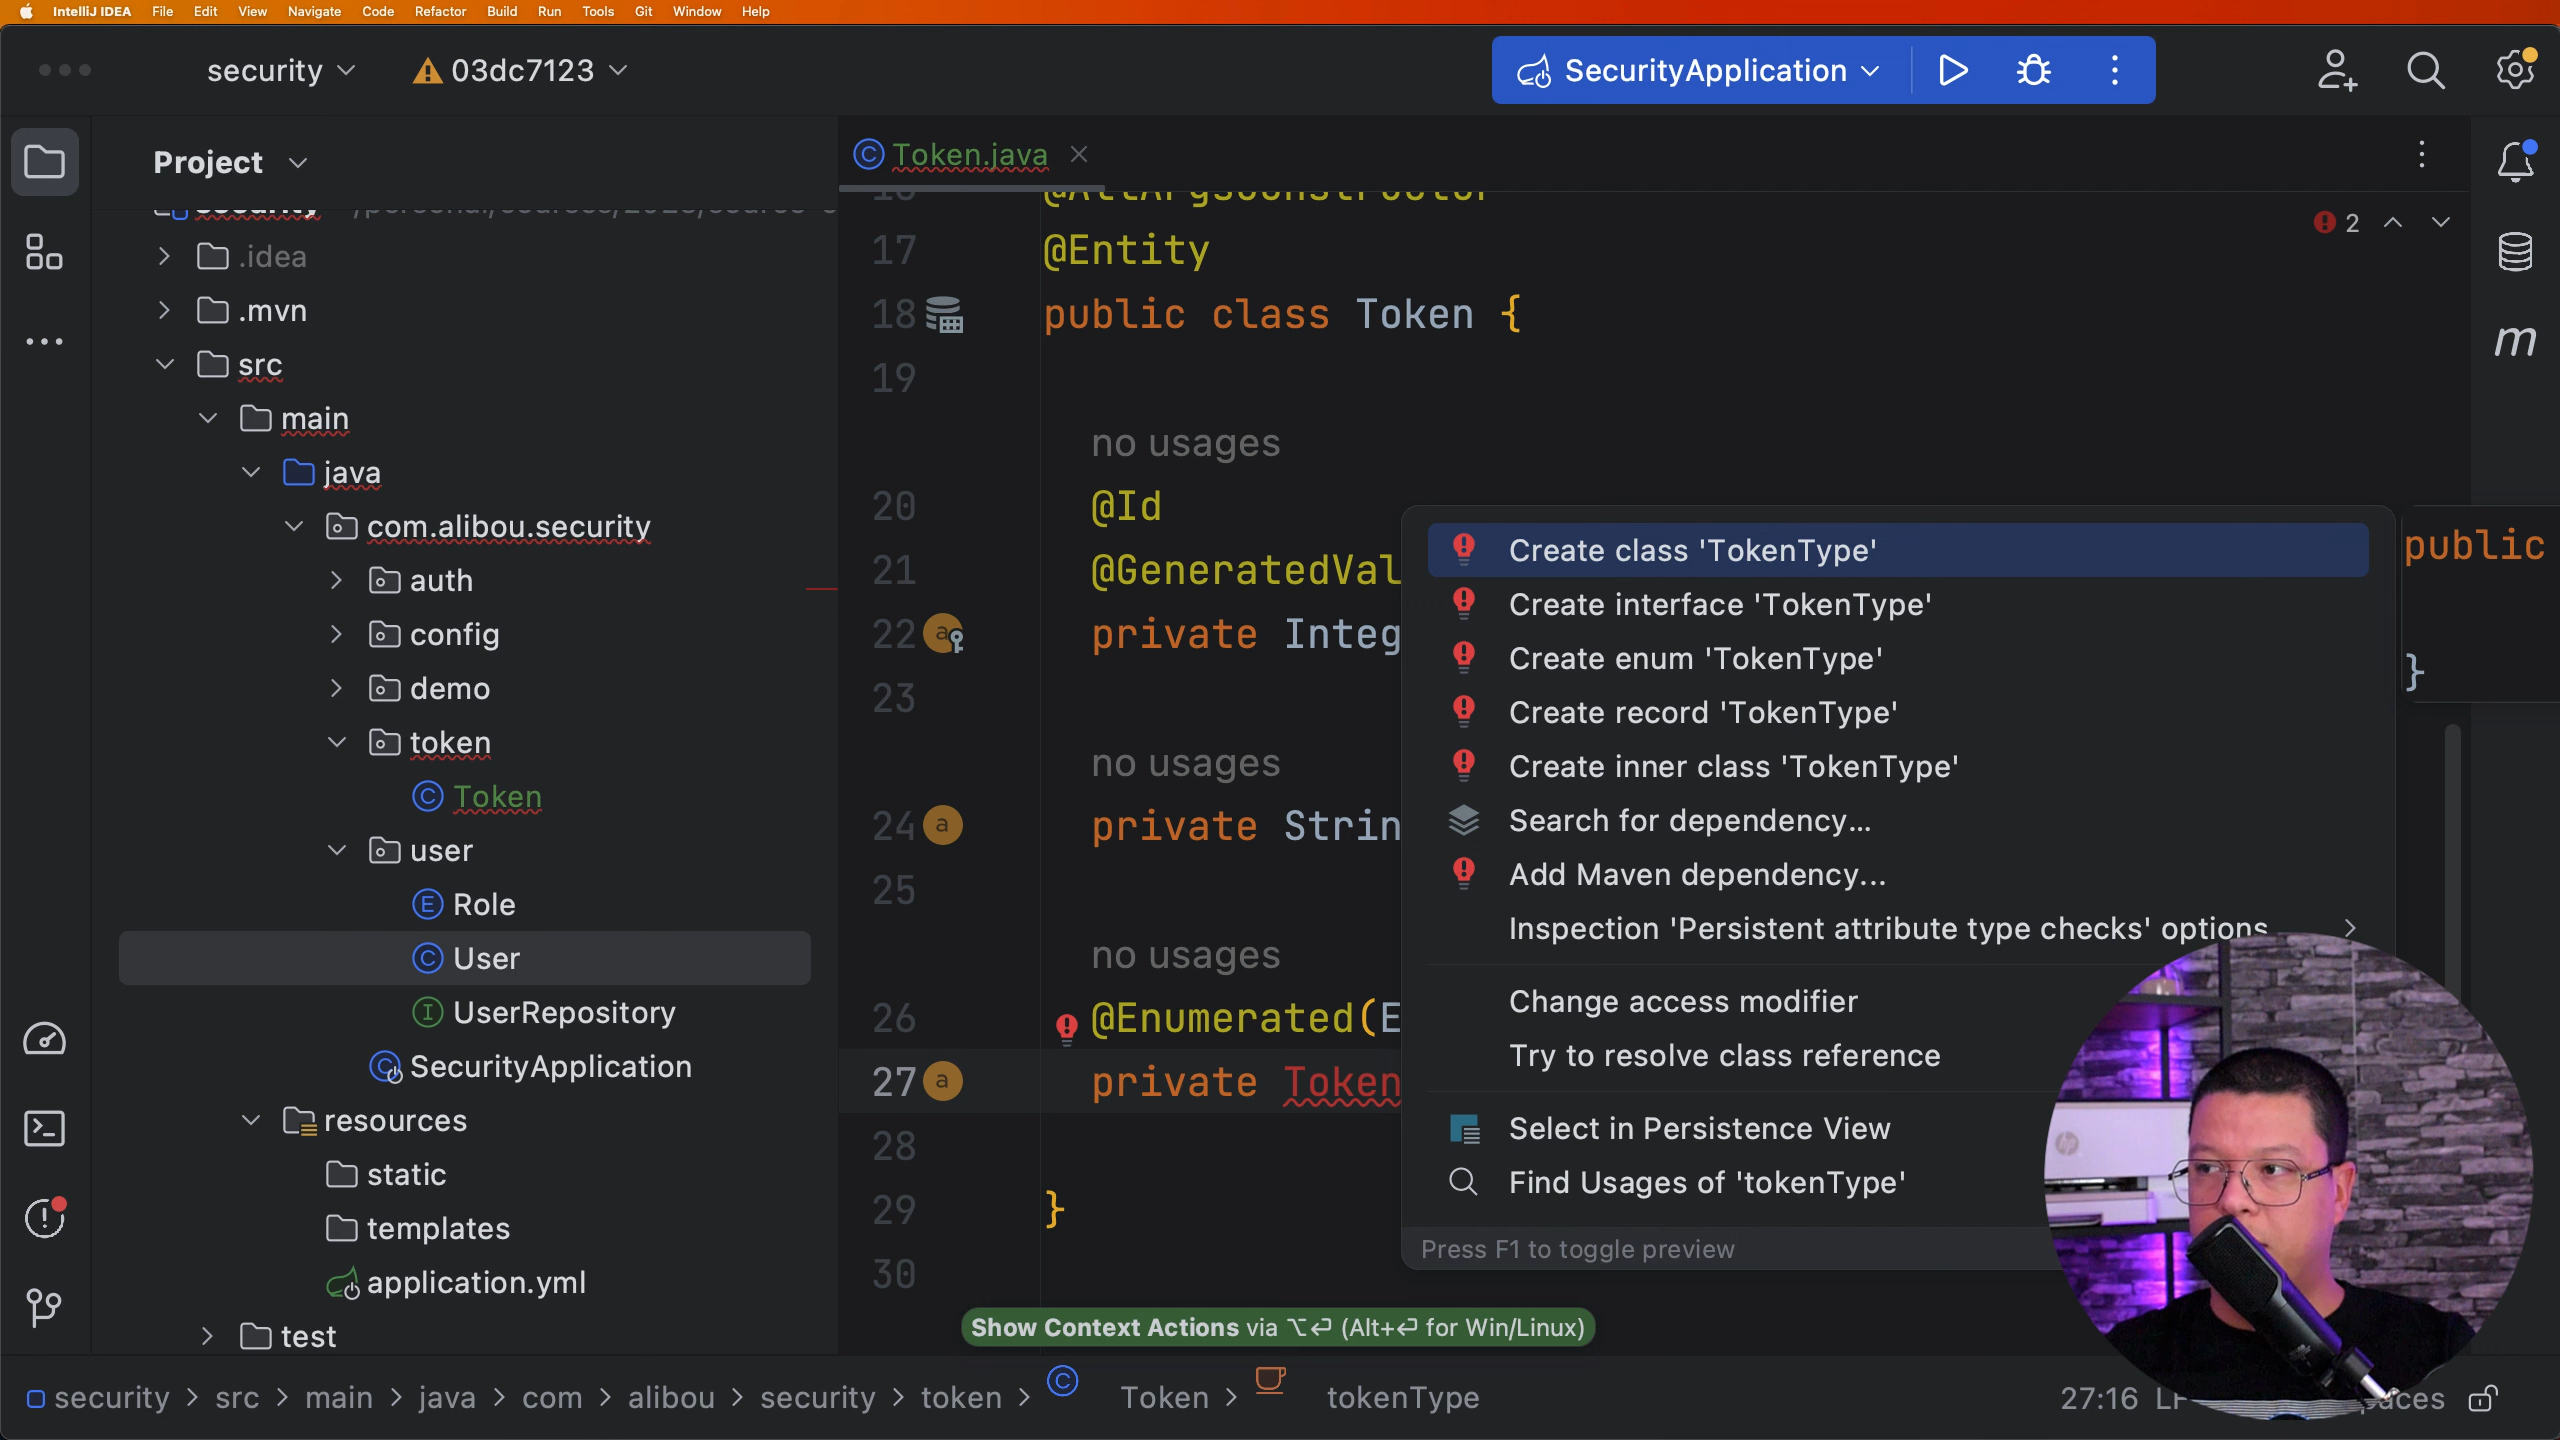 IntelliJ IDEA File Edit View Navigate Code Refactor Build Run Tools Git Window Help
security 03dc7123 SecurityApplication
Project
Token.java
security
.idea
.mvn
src
main
java
com.alibou.security
auth
config
demo
token
Token
user
Role
User
UserRepository
SecurityApplication
resources
static
templates
application.yml
test
@AllArgsConstructor
2
17 @Entity
18 public class Token {
19
no usages
20 @Id
21 @GeneratedVal
22 private Integ
23
no usages
24 private Strin
25
no usages
26 @Enumerated(E
27 private Token
28
29 }
30
Create class 'TokenType'
Create interface 'TokenType'
Create enum 'TokenType'
Create record 'TokenType'
Create inner class 'TokenType'
Search for dependency...
Add Maven dependency...
Inspection 'Persistent attribute type checks' options
Change access modifier
Try to resolve class reference
Select in Persistence View
Find Usages of 'tokenType'
Press F1 to toggle preview
public
}
m
Show Context Actions via ⌥⏎ (Alt+⏎ for Win/Linux)
security > src > main > java > com > alibou > security > token > Token > tokenType
27:16
hp